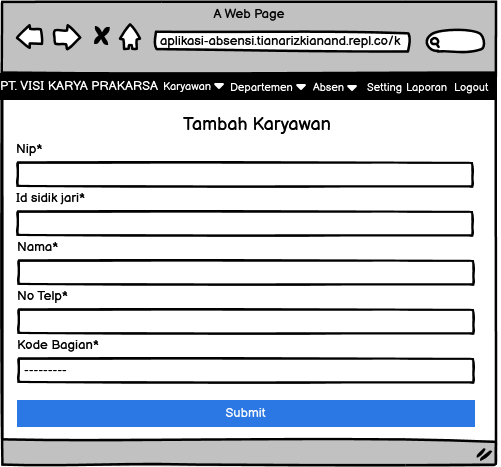 A Web Page
aplikasi-absensi.tianarizkianand.repl.co/k
PT. VISI KARYA PRAKARSA Karyawan Departemen Absen Setting Laporan Logout
Tambah Karyawan
Nip*
Id sidik jari*
Nama*
No Telp*
Kode Bagian*
---------
Submit